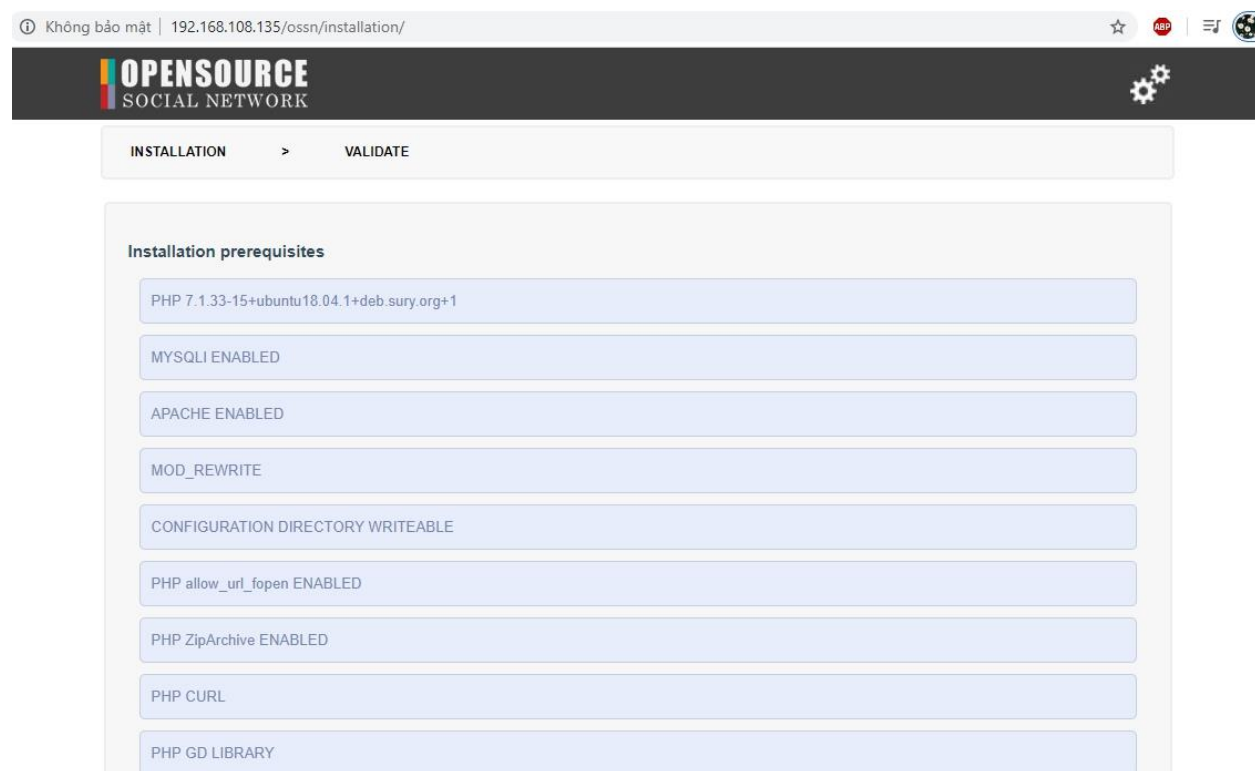 Không bảo mật | 192.168.108.135/ossn/installation/
ABP
OPENSOURCE
SOCIAL NETWORK
INSTALLATION > VALIDATE
Installation prerequisites
PHP 7.1.33-15+ubuntu18.04.1+deb.sury.org+1
MYSQLI ENABLED
APACHE ENABLED
MOD_REWRITE
CONFIGURATION DIRECTORY WRITEABLE
PHP allow_url_fopen ENABLED
PHP ZipArchive ENABLED
PHP CURL
PHP GD LIBRARY